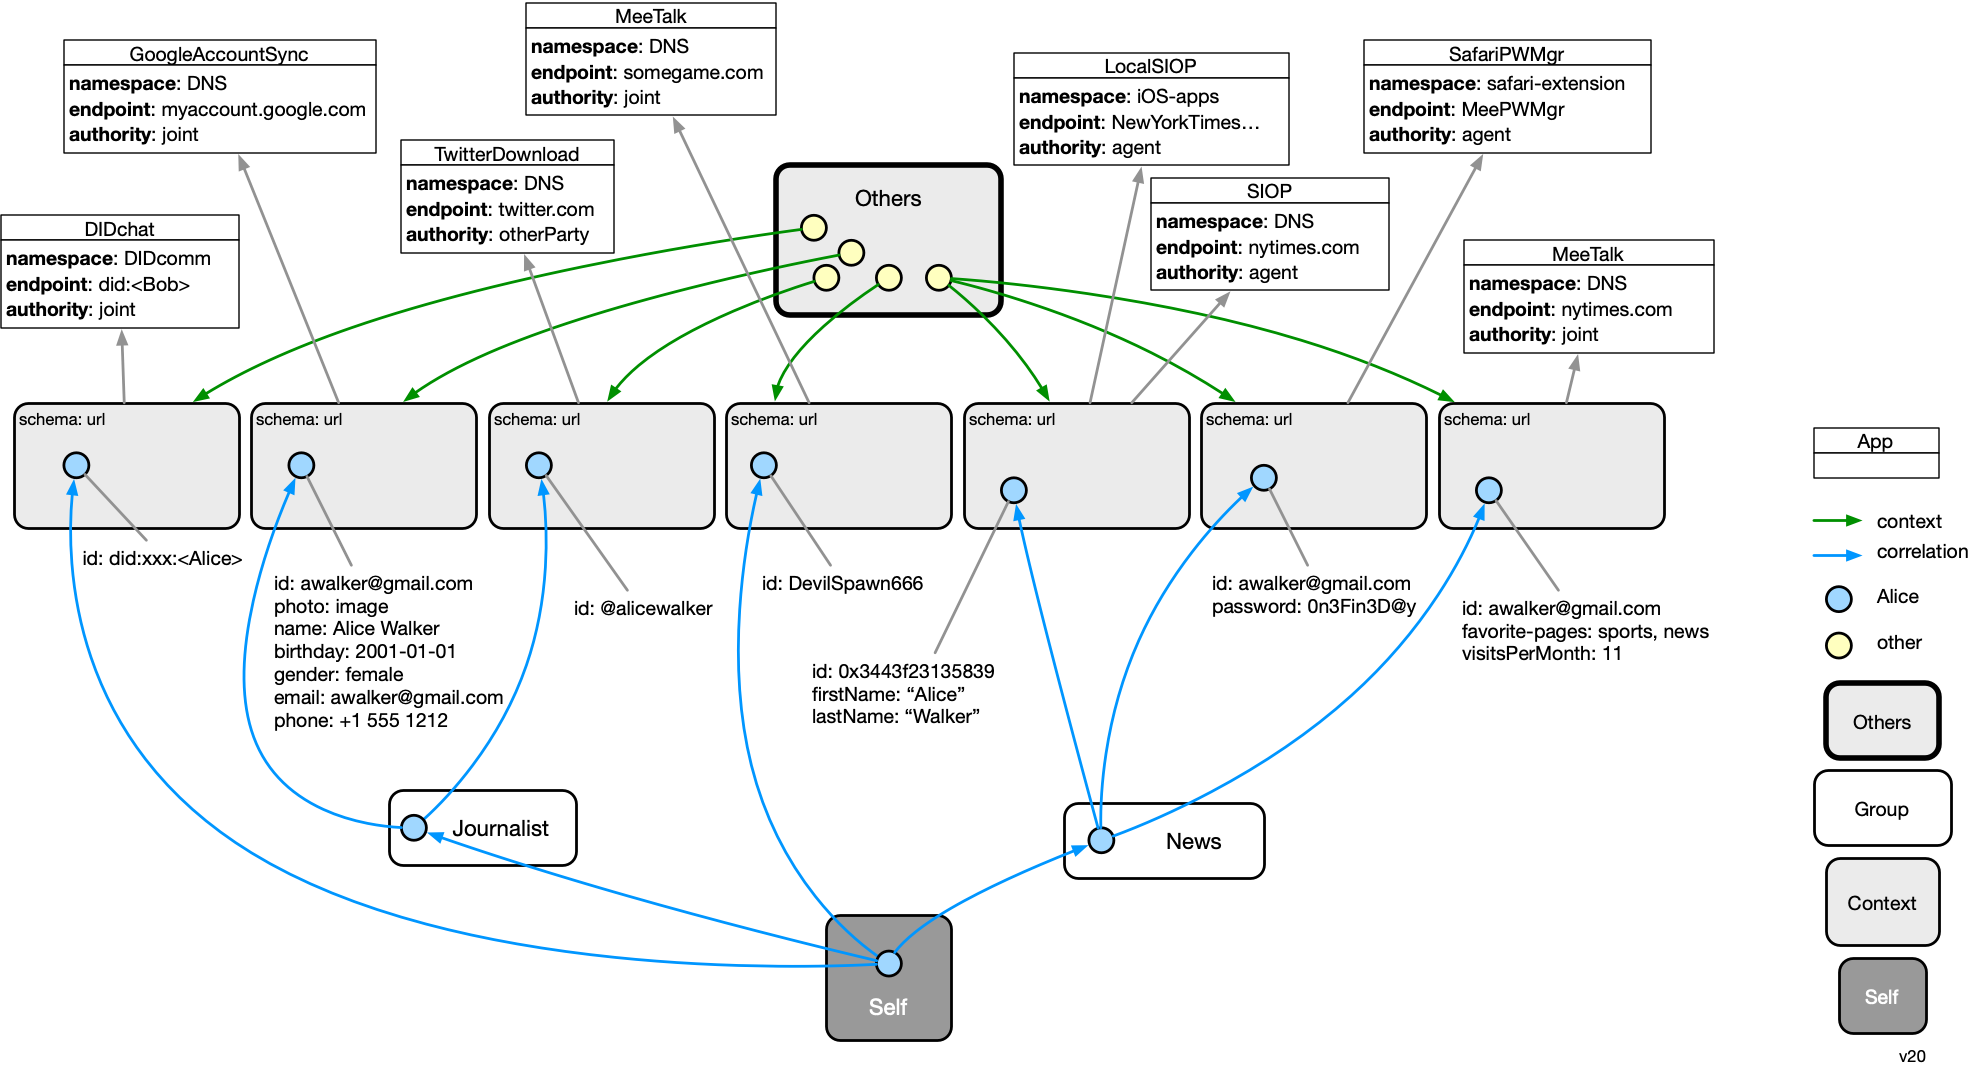 MeeTalk
namespace: DNS
endpoint: somegame.com
authority: joint
GoogleAccountSync
namespace: DNS
endpoint: myaccount.google.com
authority: joint
LocalSIOP
namespace: iOS-apps
endpoint: NewYorkTimes…
authority: agent
SafariPWMgr
namespace: safari-extension
endpoint: MeePWMgr
authority: agent
TwitterDownload
namespace: DNS
endpoint: twitter.com
authority: otherParty
Others
SIOP
namespace: DNS
endpoint: nytimes.com
authority: agent
DIDchat
namespace: DIDcomm
endpoint: did:<Bob>
authority: joint
MeeTalk
namespace: DNS
endpoint: nytimes.com
authority: joint
schema: url
schema: url
schema: url
schema: url
schema: url
schema: url
schema: url
id: did:xxx:<Alice>
id: awalker@gmail.com
photo: image
name: Alice Walker
birthday: 2001-01-01
gender: female
email: awalker@gmail.com
phone: +1 555 1212
id: @alicewalker
id: DevilSpawn666
id: 0x3443f23135839
firstName: “Alice”
lastName: “Walker”
id: awalker@gmail.com
password: 0n3Fin3D@y
id: awalker@gmail.com
favorite-pages: sports, news
visitsPerMonth: 11
Journalist
News
Self
App
context
correlation
Alice
other
Others
Group
Context
Self
v20